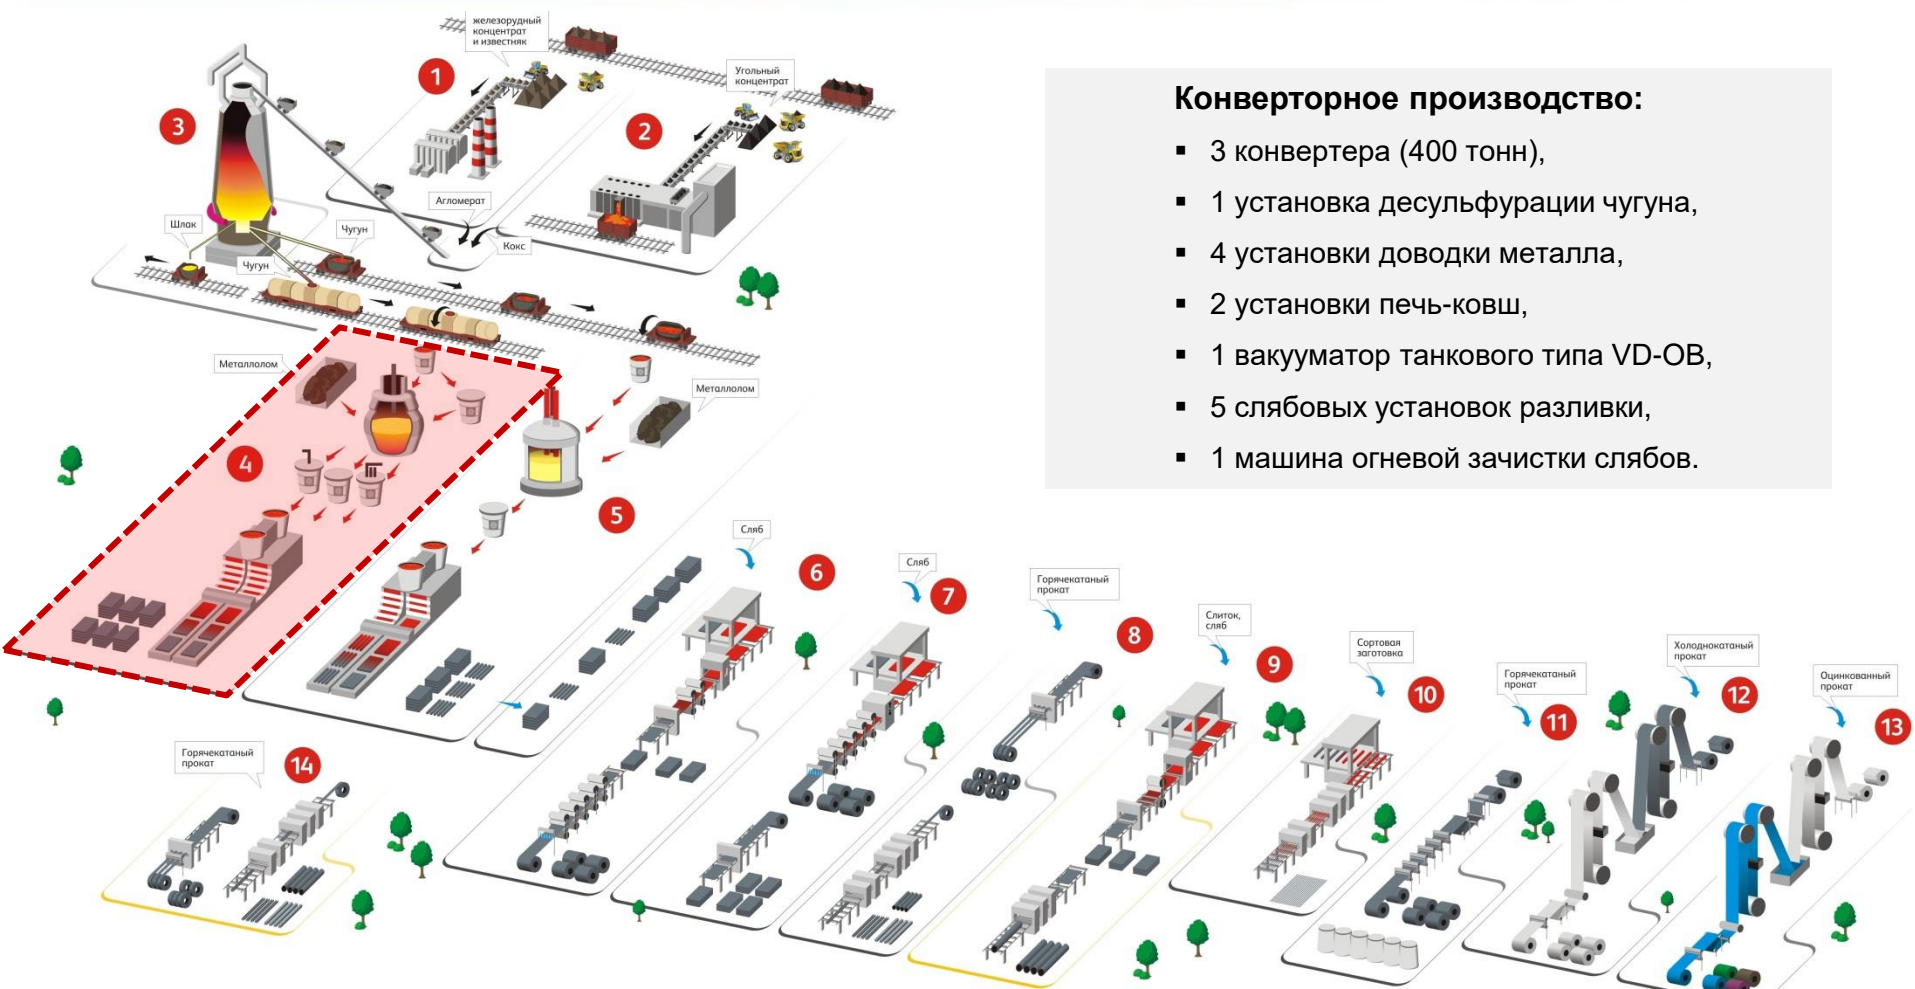 железорудный
концентрат
и известняк
1
Угольный
концентрат
2
3
Агломерат
Кокс
Шлак
Чугун
Чугун
Конверторное производство:
▪ 3 конвертера (400 тонн),
▪ 1 установка десульфурации чугуна,
▪ 4 установки доводки металла,
▪ 2 установки печь-ковш,
▪ 1 вакууматор танкового типа VD-OB,
▪ 5 слябовых установок разливки,
▪ 1 машина огневой зачистки слябов.
Металлолом
4
Металлолом
5
Сляб
6
Сляб
7
Горячекатаный
прокат
8
Слиток,
сляб
9
Сортовая
заготовка
10
Горячекатаный
прокат
11
Холоднокатаный
прокат
12
Оцинкованный
прокат
13
Горячекатаный
прокат
14